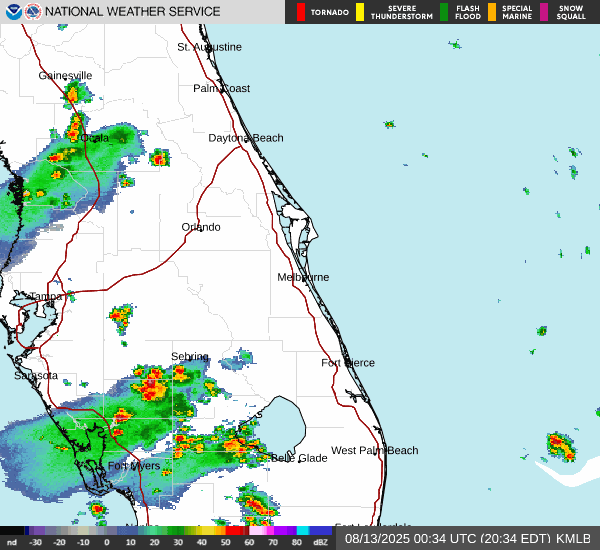 NATIONAL WEATHER SERVICE
TORNADO
SEVERE THUNDERSTORM
FLASH FLOOD
SPECIAL MARINE
SNOW SQUALL
St. Augustine
Gainesville
Palm Coast
Ocala
Daytona Beach
Orlando
Melbourne
Tampa
Sebring
Fort Pierce
Sarasota
West Palm Beach
Belle Glade
Fort Myers
nd -30 -20 -10 0 10 20 30 40 50 60 70 80 dBZ
08/13/2025 00:34 UTC (20:34 EDT) KMLB